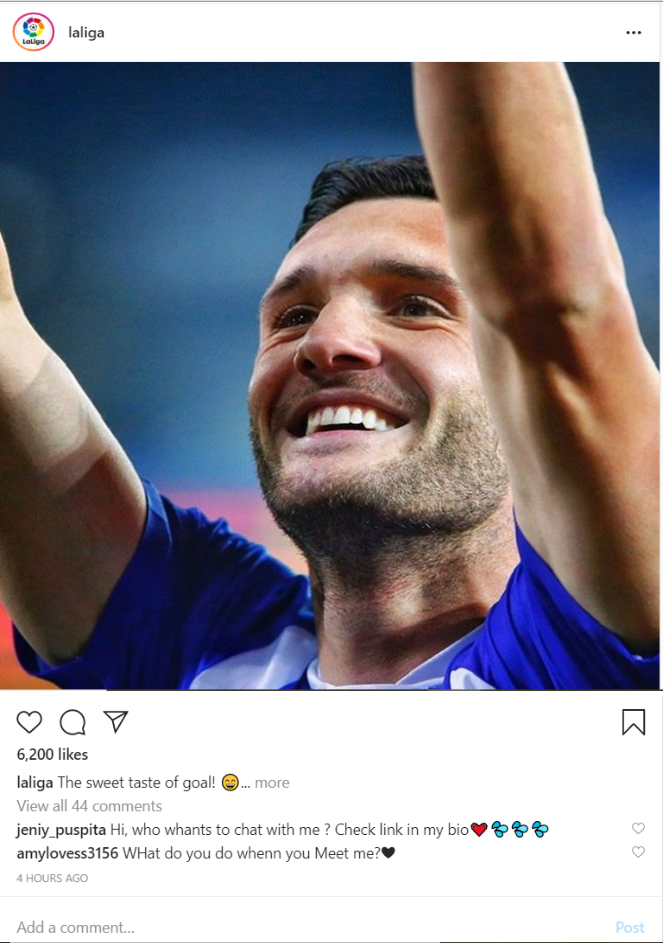 LaLiga
laliga
6,200 likes
laliga The sweet taste of goal! 😄... more
View all 44 comments
jeniy_puspita Hi, who whants to chat with me ? Check link in my bio❤️💦💦💦
amylovess3156 WHat do you do whenn you Meet me?🖤
4 HOURS AGO
Add a comment...
Post